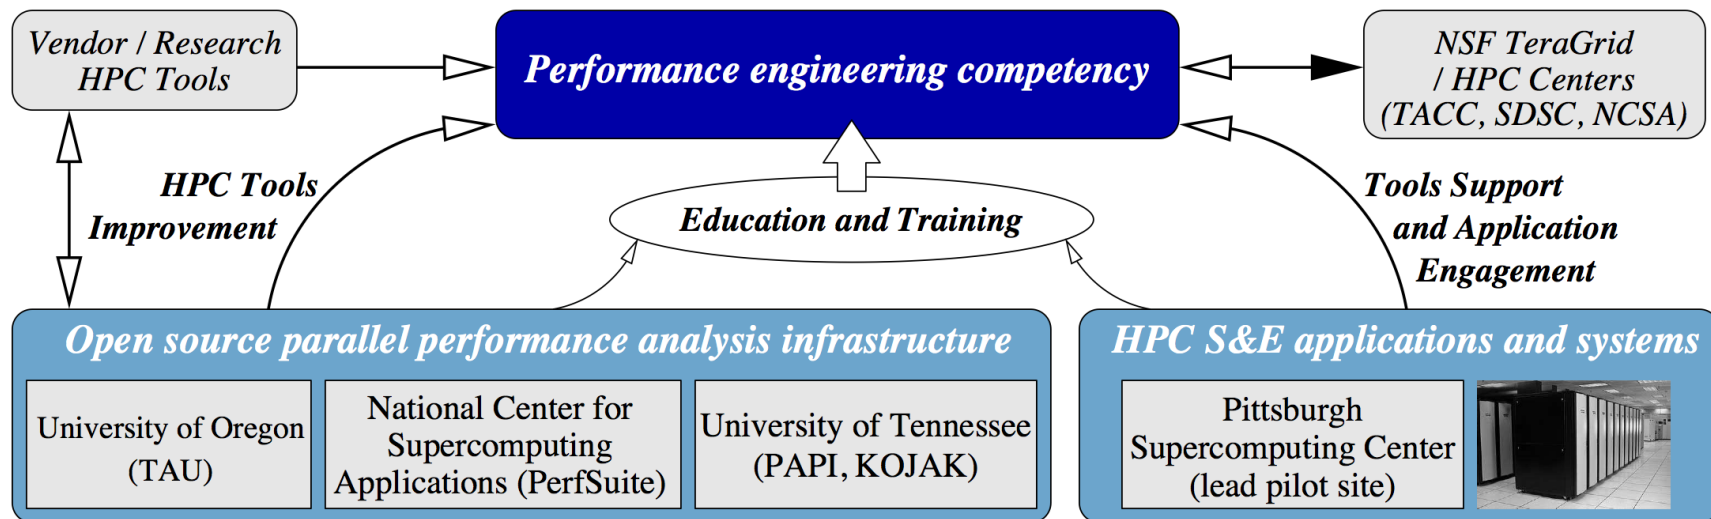 Vendor / Research
HPC Tools
Performance engineering competency
NSF TeraGrid
/ HPC Centers
(TACC, SDSC, NCSA)
HPC Tools
Improvement
Education and Training
Tools Support
and Application
Engagement
Open source parallel performance analysis infrastructure
University of Oregon
(TAU)
National Center for
Supercomputing
Applications (PerfSuite)
University of Tennessee
(PAPI, KOJAK)
HPC S&E applications and systems
Pittsburgh
Supercomputing Center
(lead pilot site)